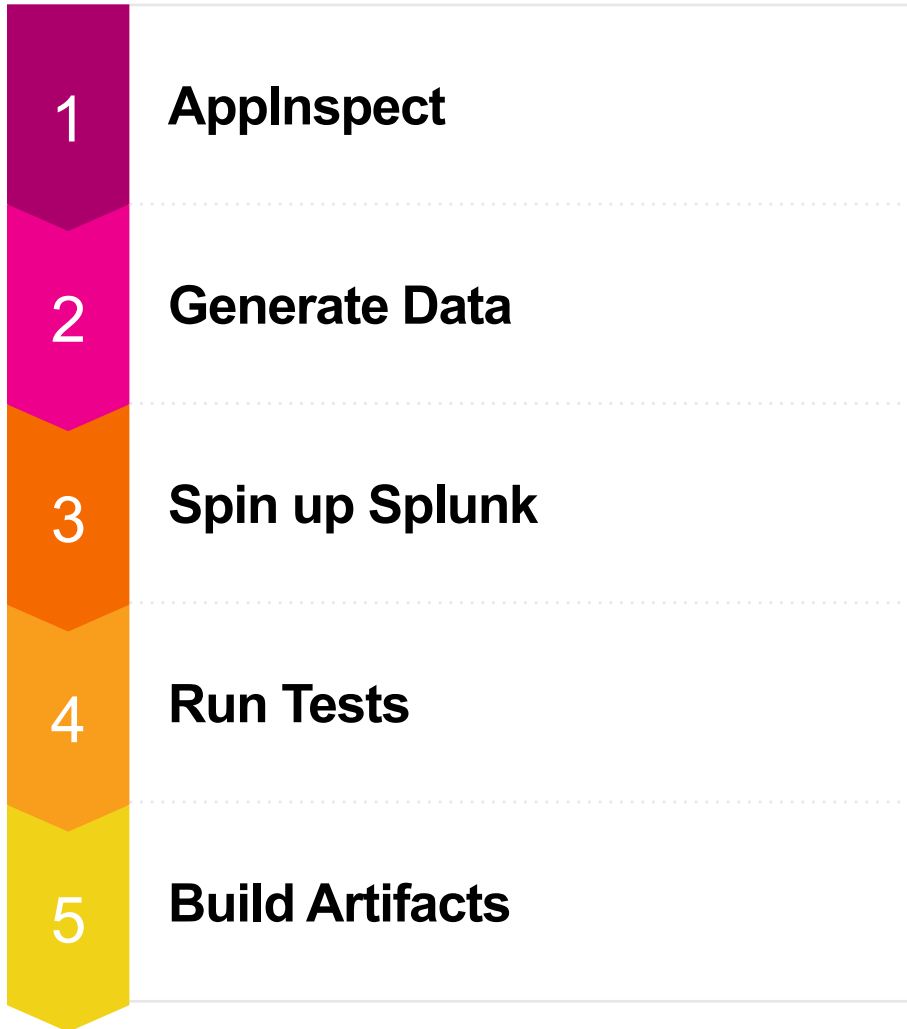 1
AppInspect
2
Generate Data
3
Spin up Splunk
4
Run Tests
5
Build Artifacts